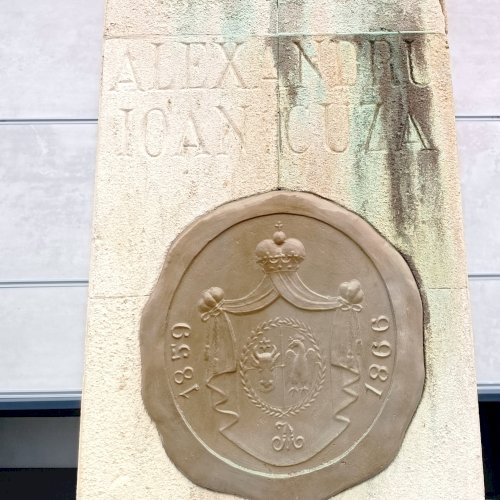 ALEXANDRU
IOAN CUZA
1859
1866